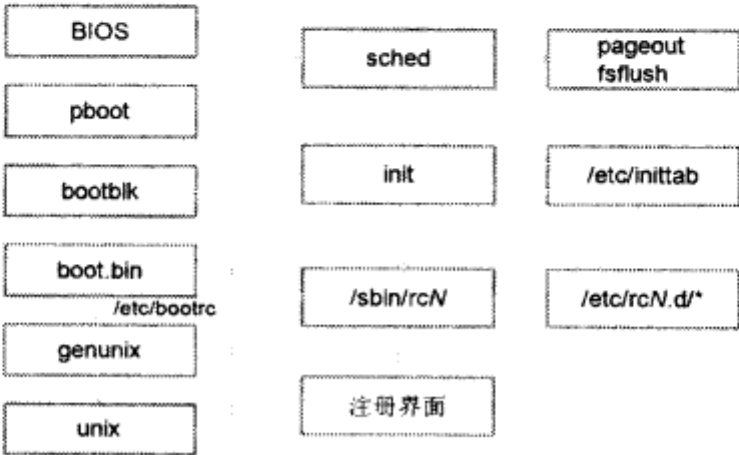 BIOS
pboot
bootblk
boot.bin
/etc/bootrc
genunix
unix
sched
init
/sbin/rcN
注册界面
pageout
fsflush
/etc/inittab
/etc/rcN.d/*